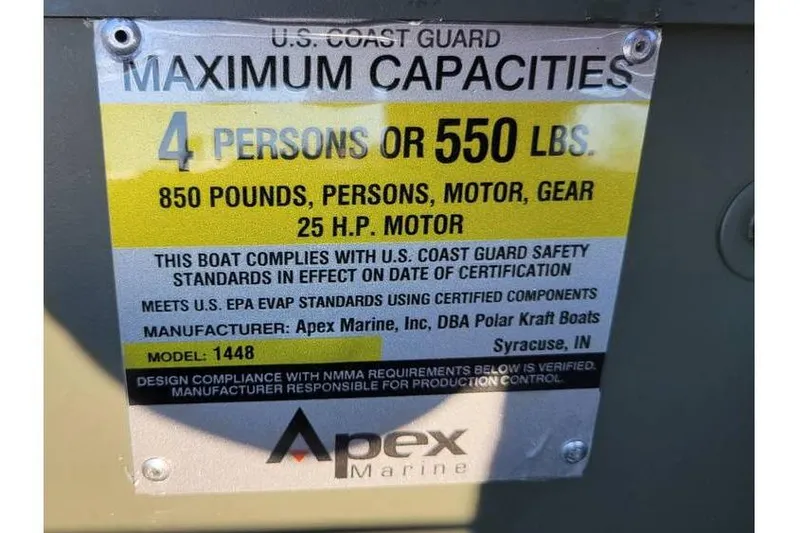 U.S. COAST GUARD
MAXIMUM CAPACITIES
4 PERSONS OR 550 LBS.
850 POUNDS, PERSONS, MOTOR, GEAR
25 H.P. MOTOR
THIS BOAT COMPLIES WITH U.S. COAST GUARD SAFETY
STANDARDS IN EFFECT ON DATE OF CERTIFICATION
MEETS U.S. EPA EVAP STANDARDS USING CERTIFIED COMPONENTS
MANUFACTURER: Apex Marine, Inc, DBA Polar Kraft Boats
Syracuse, IN
MODEL: 1448
DESIGN COMPLIANCE WITH NMMA REQUIREMENTS BELOW IS VERIFIED.
MANUFACTURER RESPONSIBLE FOR PRODUCTION CONTROL.
Apex
Marine